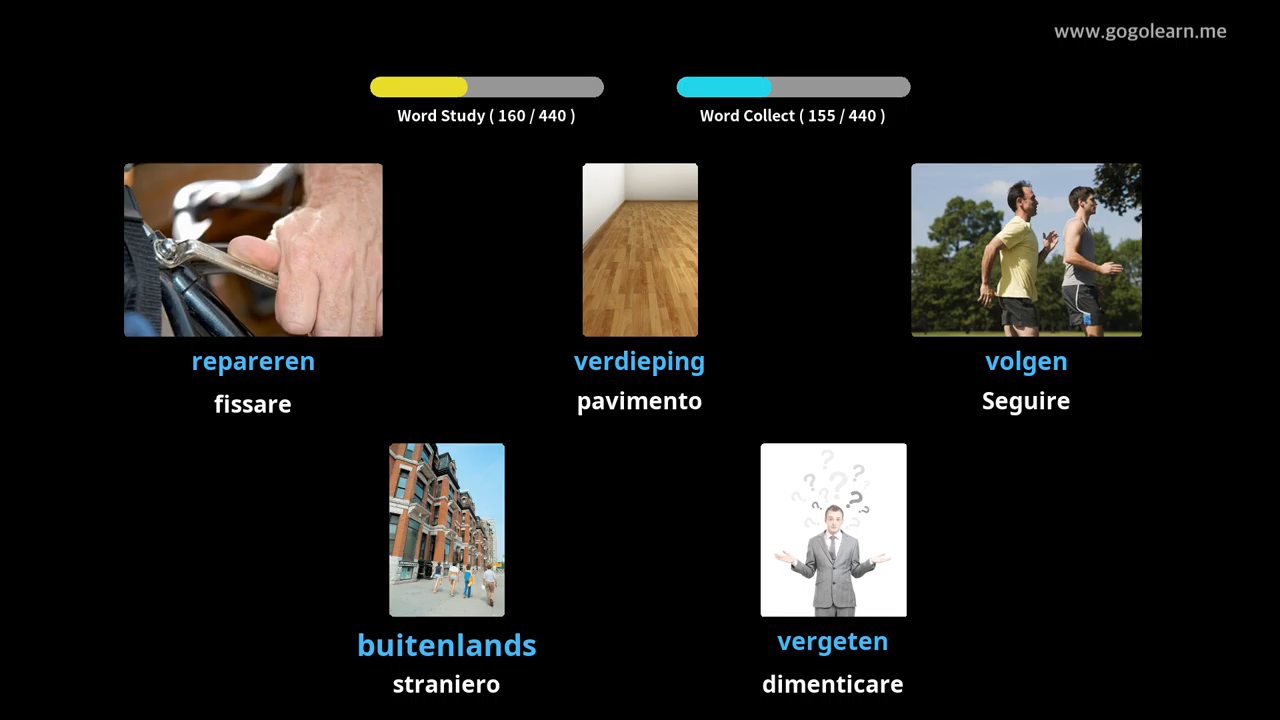 www.gogolearn.me
Word Study ( 160 / 440 )
Word Collect ( 155 / 440 )
repareren
fissare
verdieping
pavimento
volgen
Seguire
buitenlands
straniero
vergeten
dimenticare